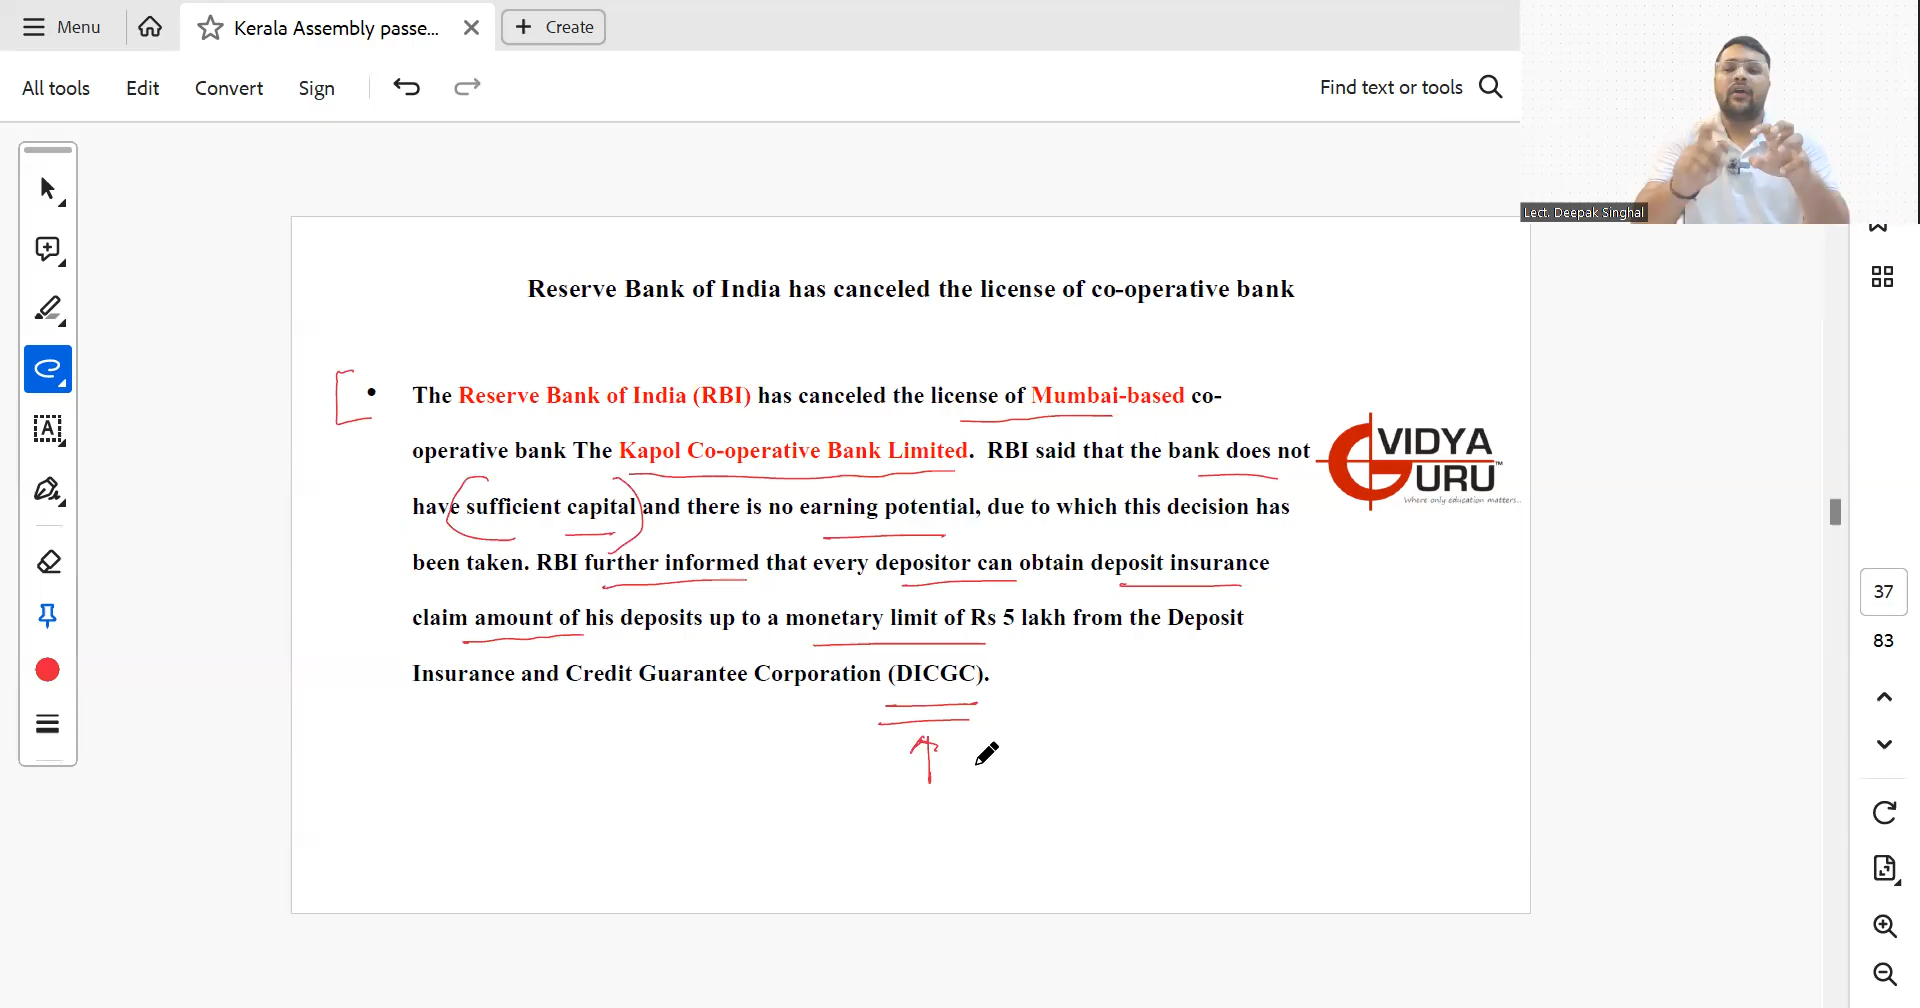 Menu
Kerala Assembly passe...
Create
All tools
Edit
Convert
Sign
Find text or tools
Lect. Deepak Singhal
Reserve Bank of India has canceled the license of co-operative bank
• The Reserve Bank of India (RBI) has canceled the license of Mumbai-based co-
operative bank The Kapol Co-operative Bank Limited. RBI said that the bank does not
have sufficient capital and there is no earning potential, due to which this decision has
been taken. RBI further informed that every depositor can obtain deposit insurance
claim amount of his deposits up to a monetary limit of Rs 5 lakh from the Deposit
Insurance and Credit Guarantee Corporation (DICGC).
VIDYA
GURU™
Where only education matters...
37
83